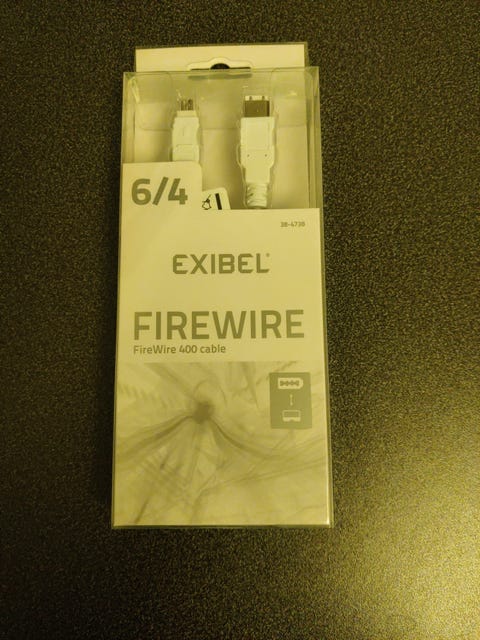 6/4
38-4738
EXIBEL®
FIREWIRE
FireWire 400 cable